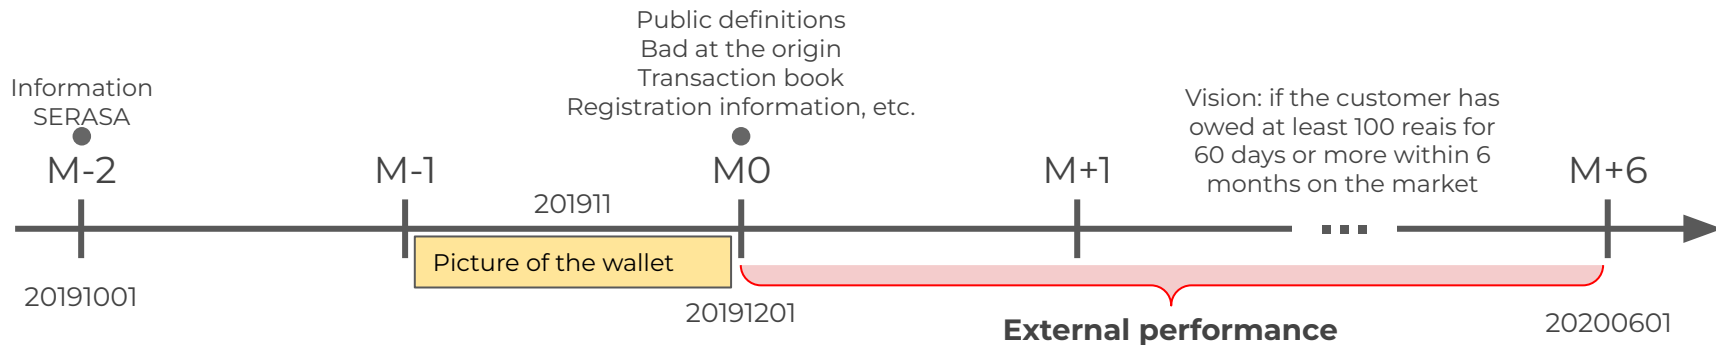 Public definitions
Bad at the origin
Transaction book
Registration information, etc.
Information
SERASA
Vision: if the customer has
owed at least 100 reais for
60 days or more within 6
months on the market
M-2
M-1
M0
M+1
M+6
201911
Picture of the wallet
20191001
20191201
External performance
20200601